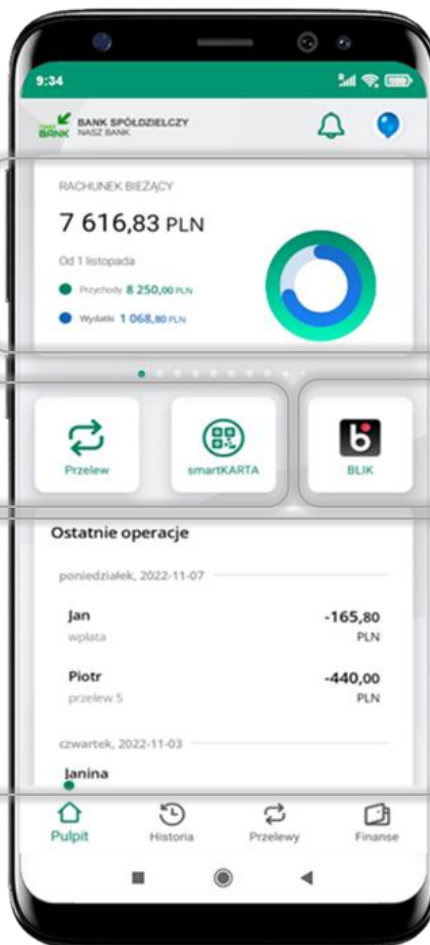 9:34
BANK SPÓŁDZIELCZY
BANK NASZ BANK
RACHUNEK BIEŻĄCY
7 616,83 PLN
Od 1 listopada
Przychody 8 250,00 PLN
Wydatki 1 068,80 PLN
Przelew
smartKARTA
BLIK
Ostatnie operacje
poniedziałek, 2022-11-07
Jan -165,80
wpłata PLN
Piotr -440,00
przelew 5 PLN
czwartek, 2022-11-03
Janina
Pulpit Historia Przelewy Finanse